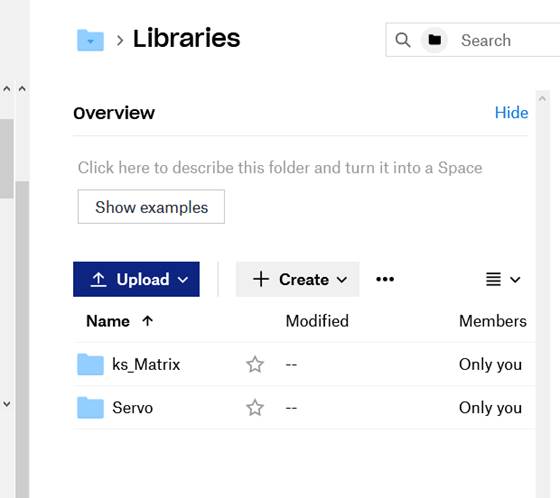 Libraries
Search
Overview
Hide
Click here to describe this folder and turn it into a Space
Show examples
Upload
Create
Name Modified Members
ks_Matrix -- Only you
Servo -- Only you